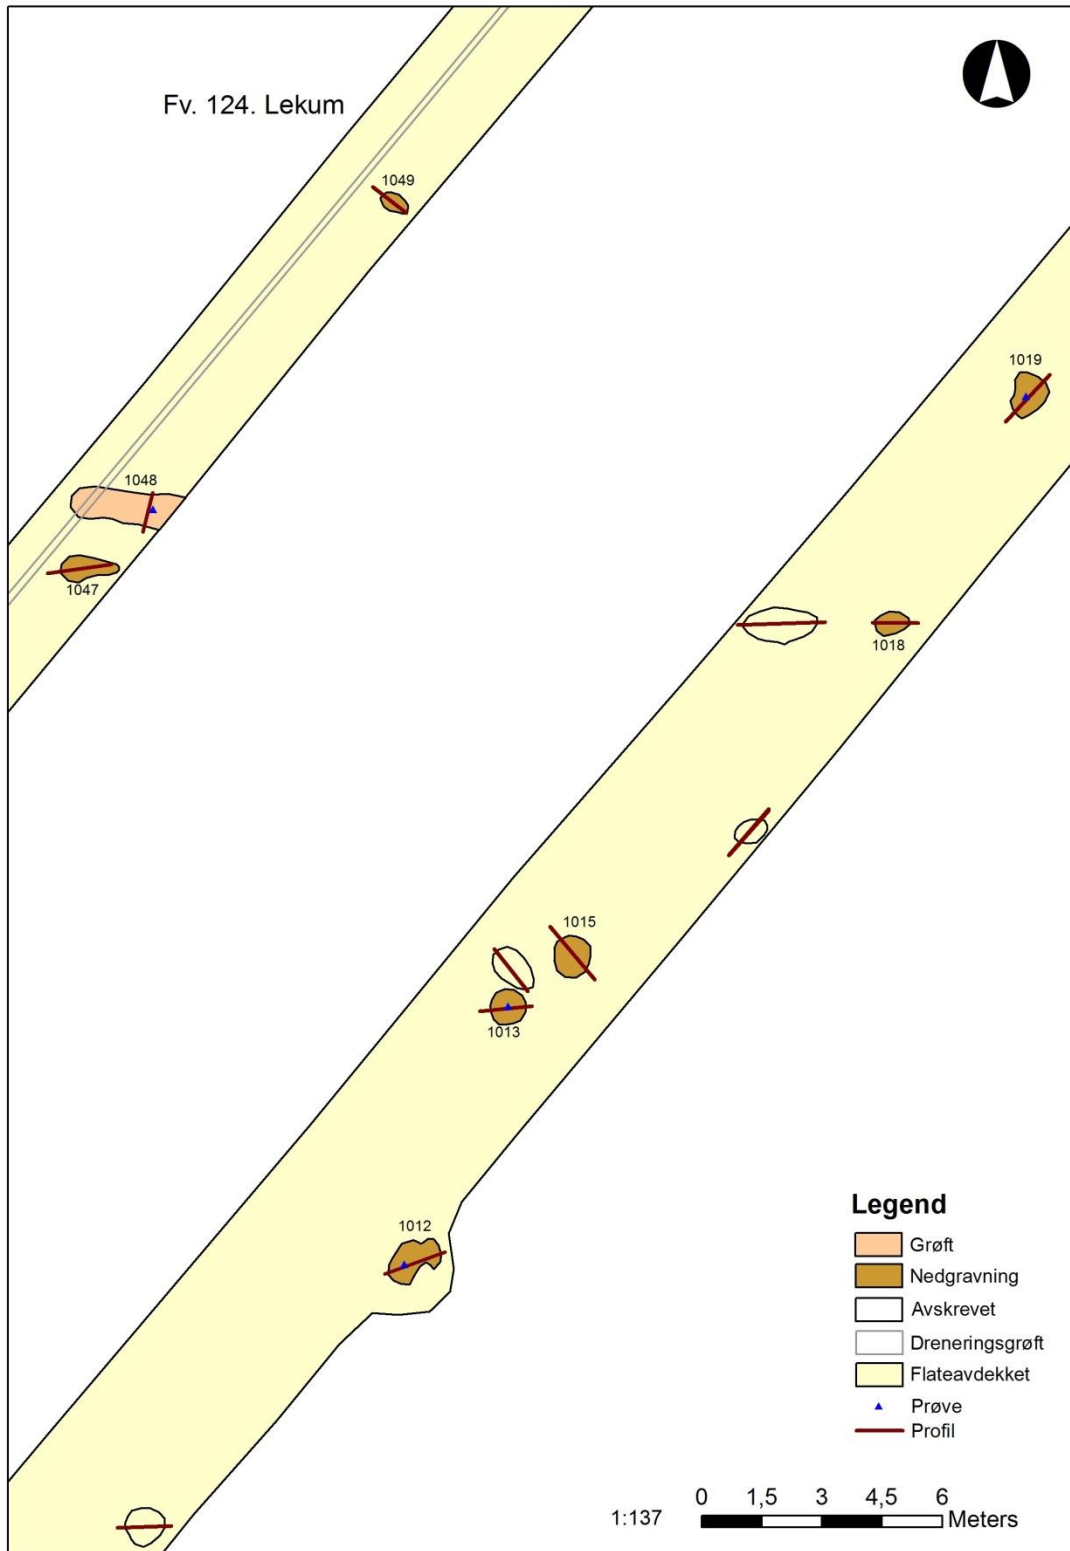 Fv. 124. Lekum
1049
1019
1048
1047
1018
1015
1013
1012
Legend
Grøft
Nedgravning
Avskrevet
Dreneringsgrøft
Flateavdekket
Prøve
Profil
1:137
0 1,5 3 4,5 6
Meters